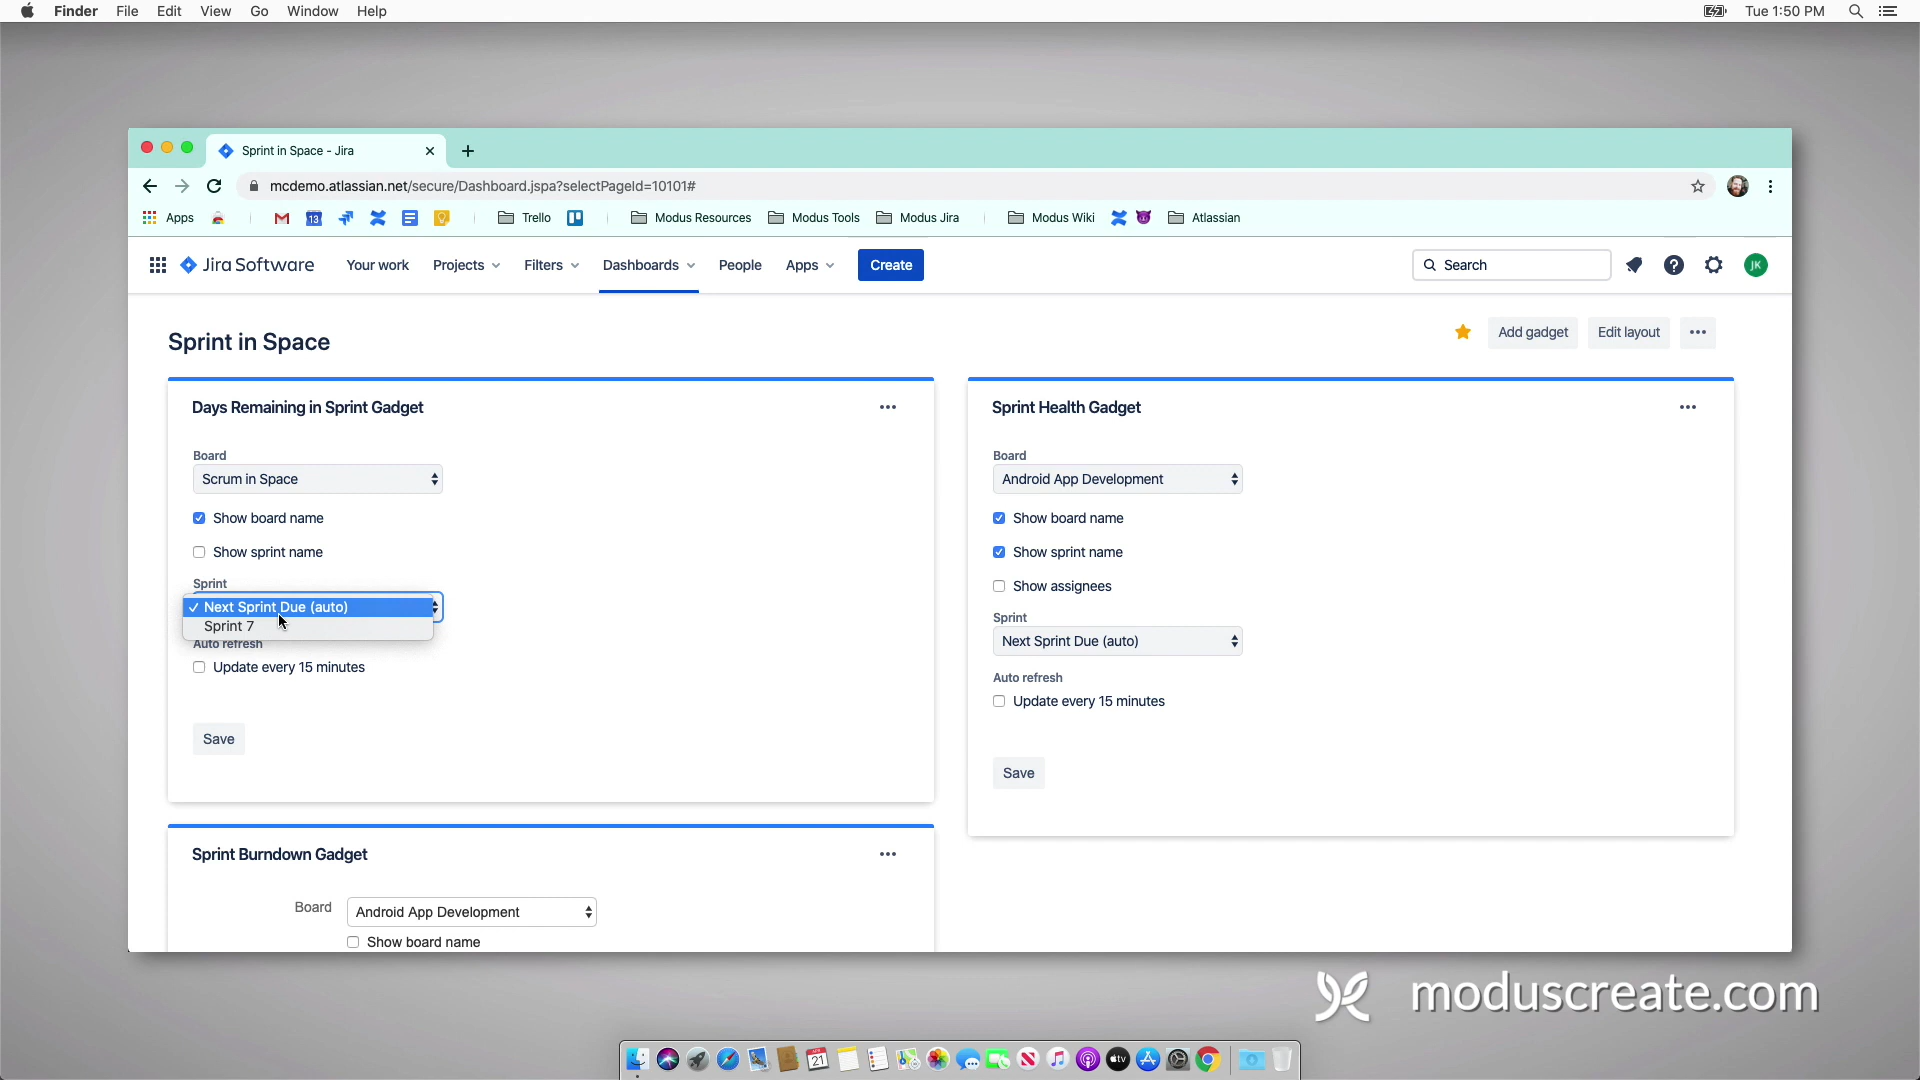 Finder File Edit View Go Window Help Tue 1:50 PM
Sprint in Space - Jira
mcdemo.atlassian.net/secure/Dashboard.jspa?selectPageId=10101#
Apps 13 Trello Modus Resources Modus Tools Modus Jira Modus Wiki Atlassian
Jira Software Your work Projects Filters Dashboards People Apps Create Search JK
Sprint in Space
Add gadget Edit layout
Days Remaining in Sprint Gadget
Board
Scrum in Space
Show board name
Show sprint name
Sprint
Next Sprint Due (auto)
Sprint 7
Auto refresh
Update every 15 minutes
Save
Sprint Health Gadget
Board
Android App Development
Show board name
Show sprint name
Show assignees
Sprint
Next Sprint Due (auto)
Auto refresh
Update every 15 minutes
Save
Sprint Burndown Gadget
Board Android App Development
Show board name
moduscreate.com
21 tv